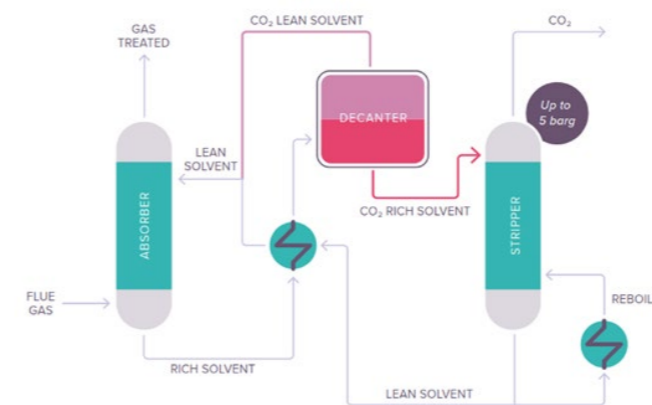 CO₂ LEAN SOLVENT
CO₂
GAS
TREATED
Up to
5 barg
DECANTER
LEAN
SOLVENT
CO₂ RICH SOLVENT
ABSORBER
STRIPPER
FLUE
GAS
REBOIL
RICH SOLVENT
LEAN SOLVENT